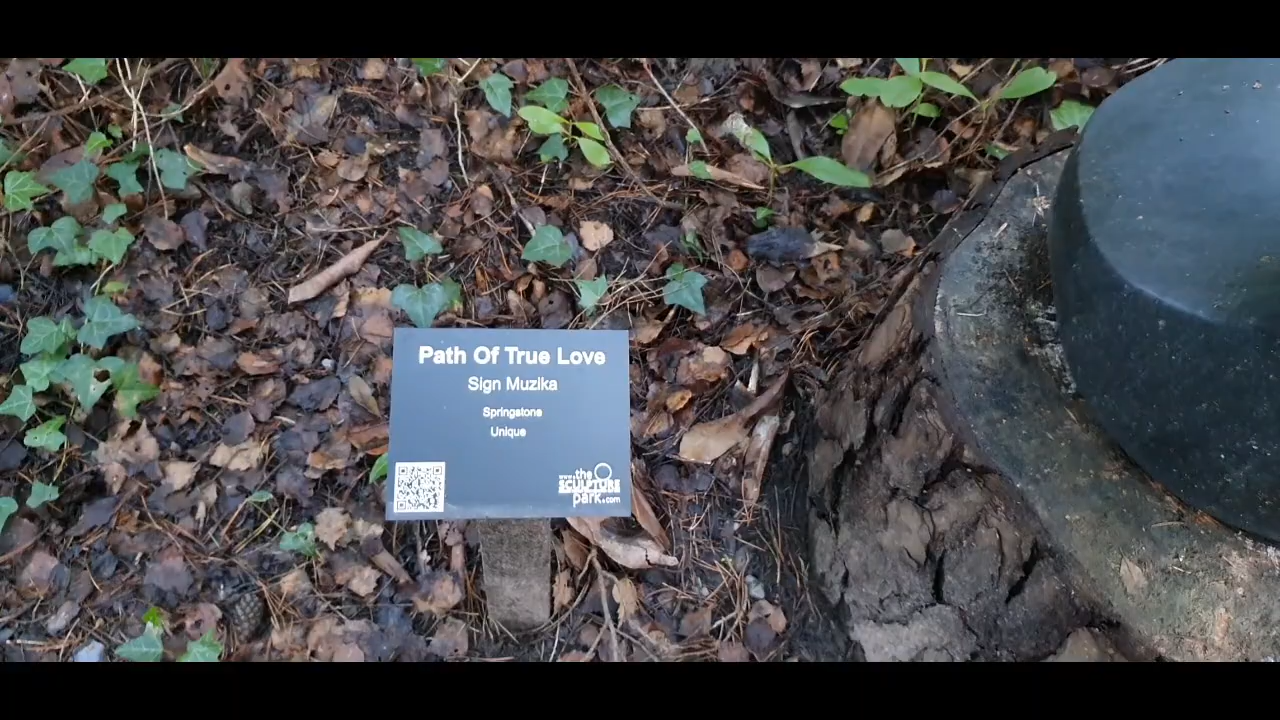 Path Of True Love
Sign Muzika
Springstone
Unique
www.the
SCULPTURE
park.com